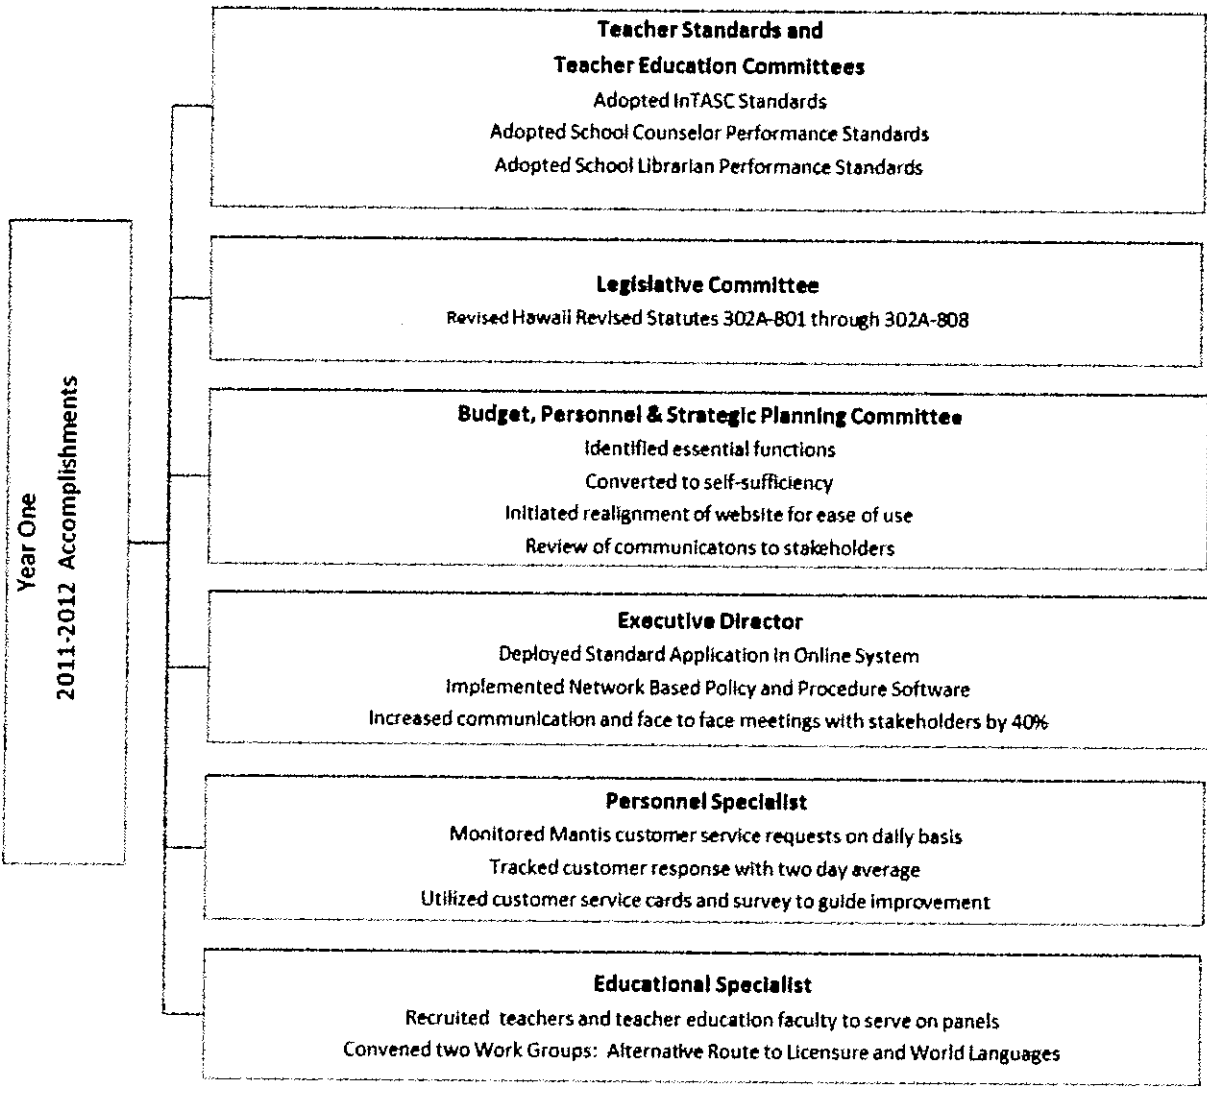 Year One
2011-2012 Accomplishments
Teacher Standards and
Teacher Education Committees
Adopted InTASC Standards
Adopted School Counselor Performance Standards
Adopted School Librarian Performance Standards
Legislative Committee
Revised Hawaii Revised Statutes 302A-801 through 302A-808
Budget, Personnel & Strategic Planning Committee
Identified essential functions
Converted to self-sufficiency
Initiated realignment of website for ease of use
Review of communicatons to stakeholders
Executive Director
Deployed Standard Application in Online System
Implemented Network Based Policy and Procedure Software
Increased communication and face to face meetings with stakeholders by 40%
Personnel Specialist
Monitored Mantis customer service requests on daily basis
Tracked customer response with two day average
Utilized customer service cards and survey to guide improvement
Educational Specialist
Recruited teachers and teacher education faculty to serve on panels
Convened two Work Groups: Alternative Route to Licensure and World Languages